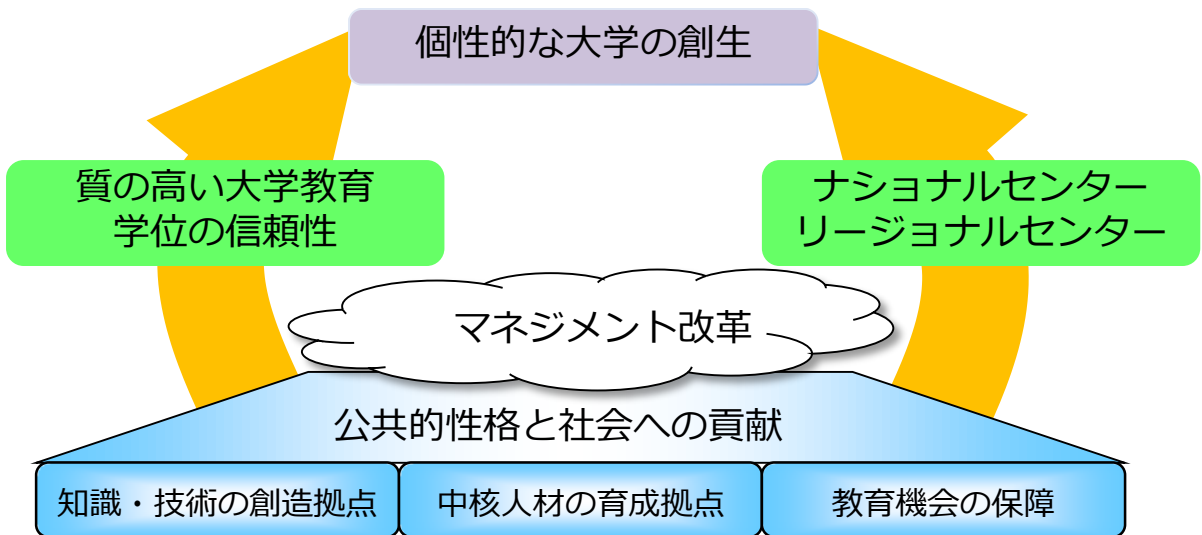 個性的な大学の創生
質の高い大学教育
学位の信頼性
ナショナルセンター
リージョナルセンター
マネジメント改革
公共的性格と社会への貢献
知識・技術の創造拠点
中核人材の育成拠点
教育機会の保障